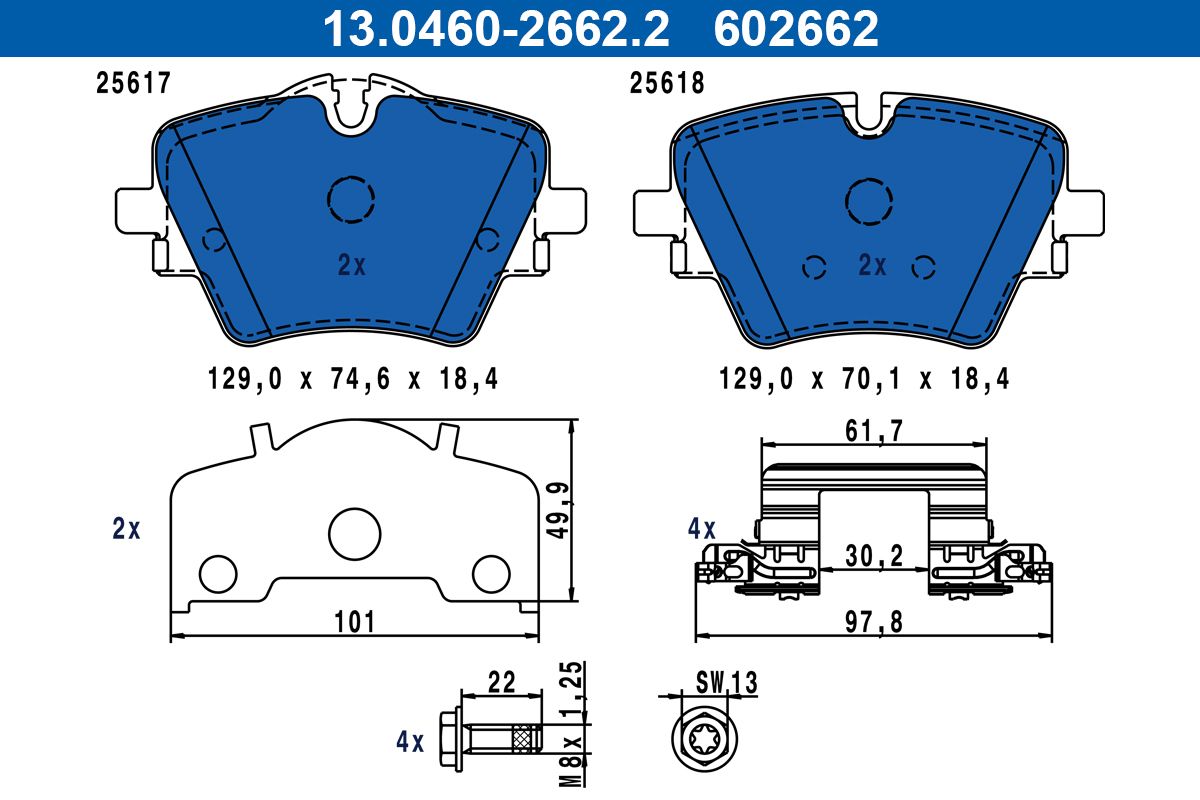 13.0460-2662.2 602662
25617
25618
2x
2x
129,0 x 74,6 x 18,4
129,0 x 70,1 x 18,4
61,7
49,9
2x
4x
30,2
101
97,8
22
M8 x 1,25
SW 13
4x